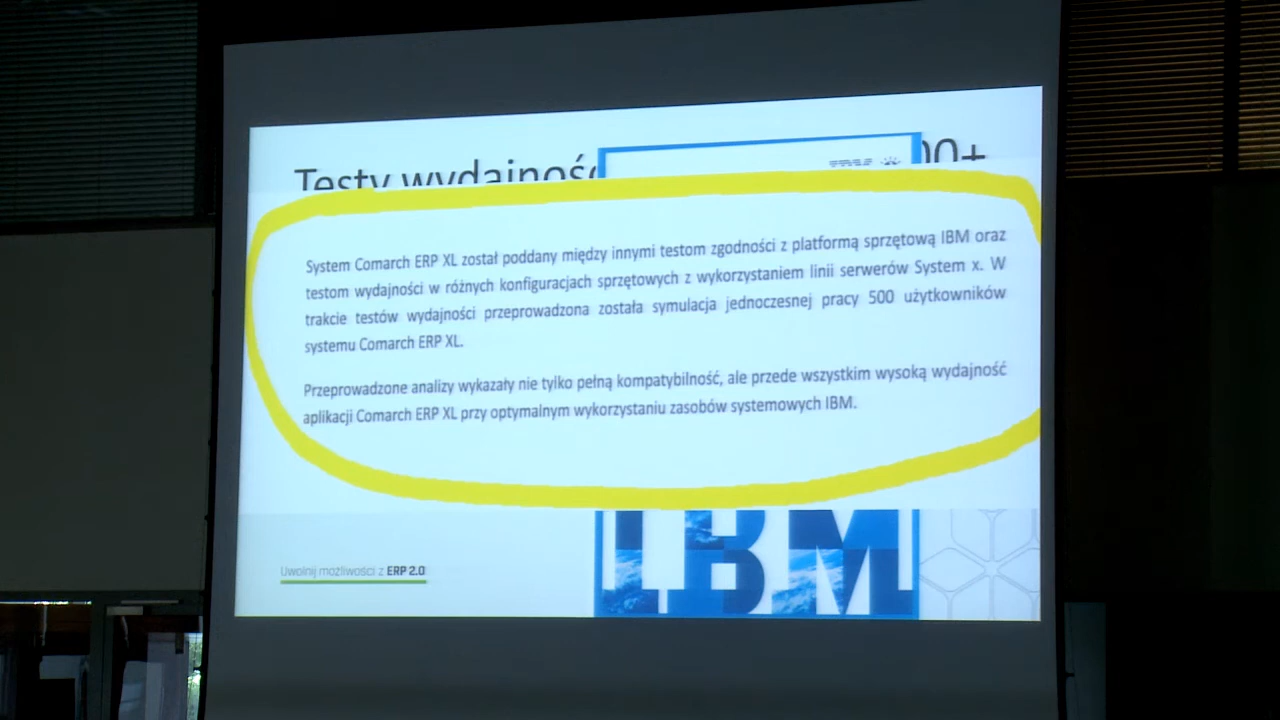 Testy wydajnoś 00+
System Comarch ERP XL został poddany między innymi testom zgodności z platformą sprzętową IBM oraz
testom wydajności w różnych konfiguracjach sprzętowych z wykorzystaniem linii serwerów System x. W
trakcie testów wydajności przeprowadzona została symulacja jednoczesnej pracy 500 użytkowników
systemu Comarch ERP XL.
Przeprowadzone analizy wykazały nie tylko pełną kompatybilność, ale przede wszystkim wysoką wydajność
aplikacji Comarch ERP XL przy optymalnym wykorzystaniu zasobów systemowych IBM.
IBM
Uwolnij możliwości z ERP 2.0